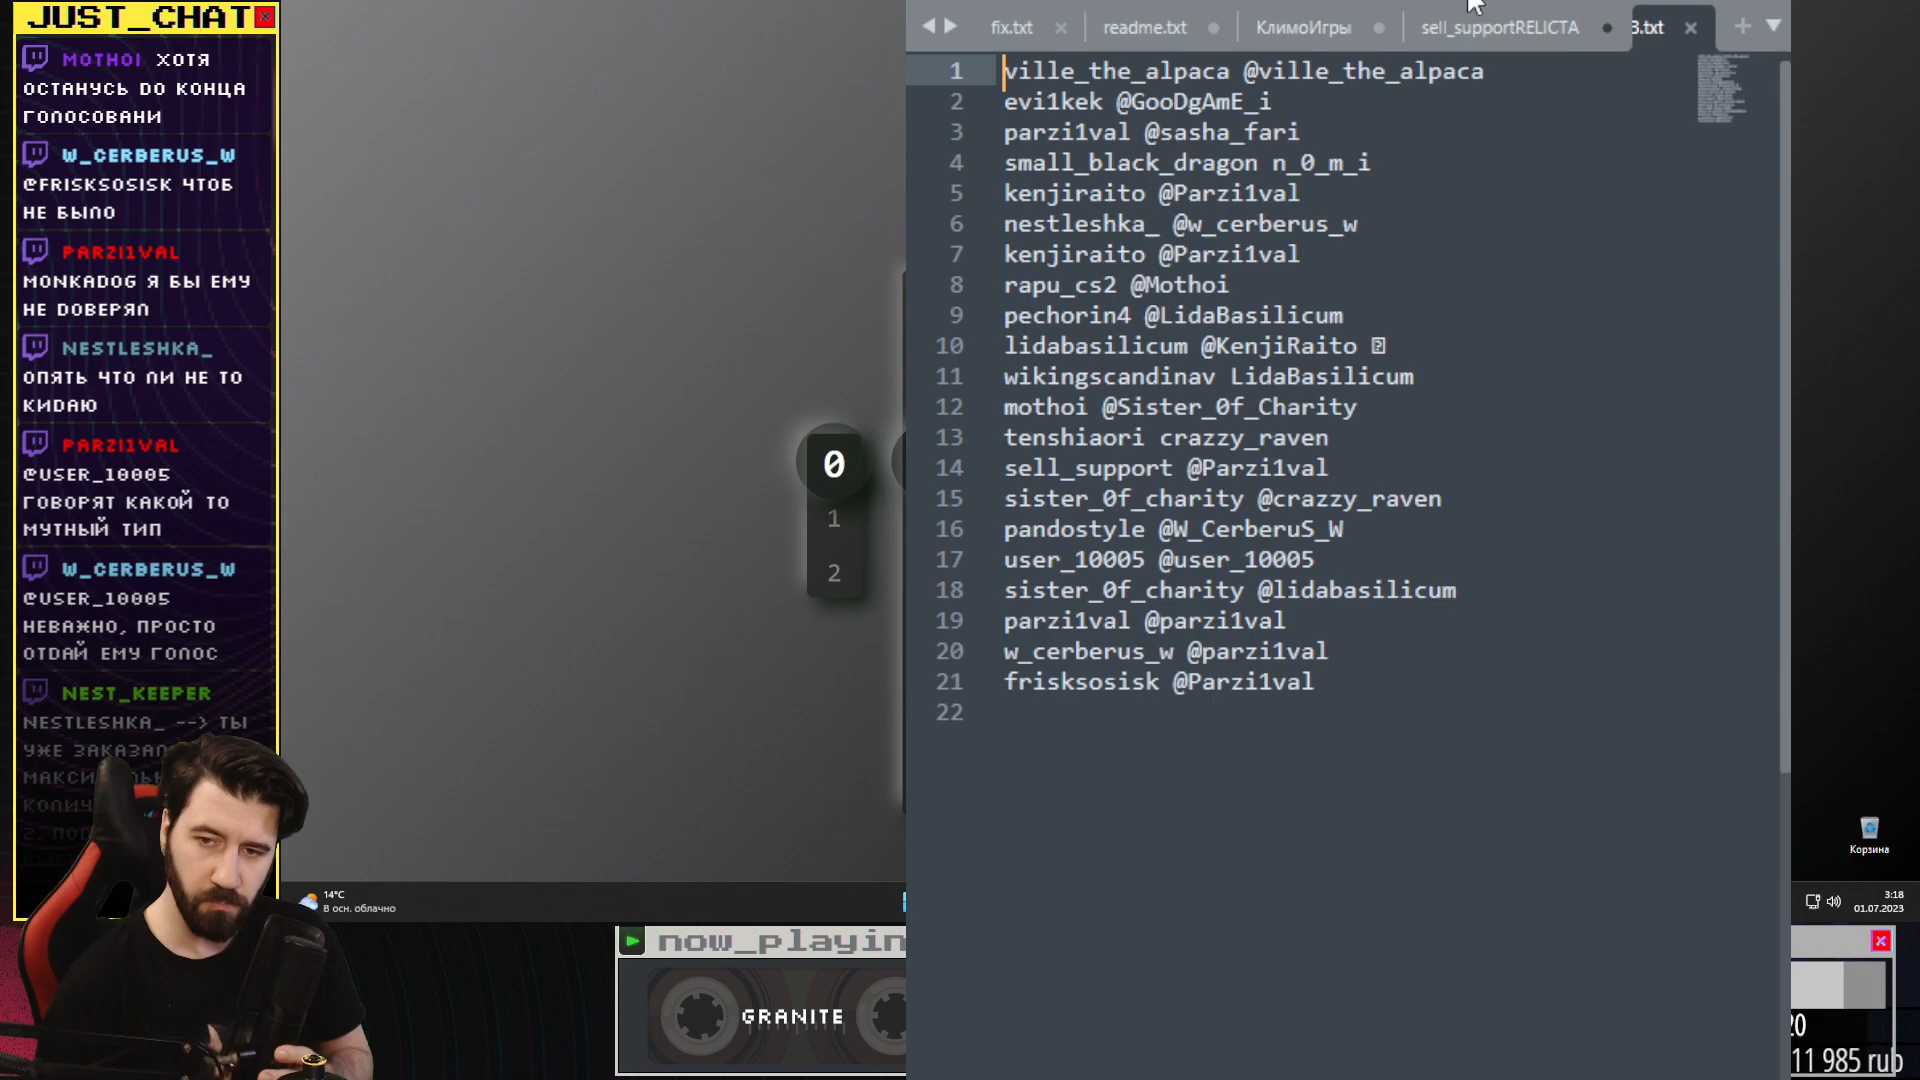 JUST_CHAT
MOTHOI ХОТЯ
ОСТАНУСЬ DO КОНЦА
ГОЛОСОВАНИ
W_CERBERUS_W
@FRISKSOSISK ЧТОБ
НЕ БЫЛО
PARZI1VAL
MONKADOG Я БЫ ЕМУ
НЕ DОВЕРЯЛ
NESTLESHKA_
ОПЯТЬ ЧТО ЛИ НЕ ТО
КИDАЮ
PARZI1VAL
@USER_10005
ГОВОРЯТ КАКОЙ ТО
МУТНЫЙ ТИП
W_CERBERUS_W
@USER_10005
НЕВАЖНО, ПРОСТО
ОТDАЙ ЕМУ ГОЛОС
NEST_KEEPER
NESTLESHKA_ --> ТЫ
УЖЕ
0
1
2
14°C
В осн. облачно
now_playin
GRANITE
fix.txt
readme.txt
КлимоИгры
sell_supportRELICTA
3.txt
1 ville_the_alpaca @ville_the_alpaca
2 evi1kek @GooDgAmE_i
3 parzi1val @sasha_fari
4 small_black_dragon n_0_m_i
5 kenjiraito @Parzi1val
6 nestleshka_ @w_cerberus_w
7 kenjiraito @Parzi1val
8 rapu_cs2 @Mothoi
9 pechorin4 @LidaBasilicum
10 lidabasilicum @KenjiRaito
11 wikingscandinav LidaBasilicum
12 mothoi @Sister_0f_Charity
13 tenshiaori crazzy_raven
14 sell_support @Parzi1val
15 sister_0f_charity @crazzy_raven
16 pandostyle @W_CerberuS_W
17 user_10005 @user_10005
18 sister_0f_charity @lidabasilicum
19 parzi1val @parzi1val
20 w_cerberus_w @parzi1val
21 frisksosisk @Parzi1val
22
Корзина
3:18
01.07.2023
20
11 985 rub